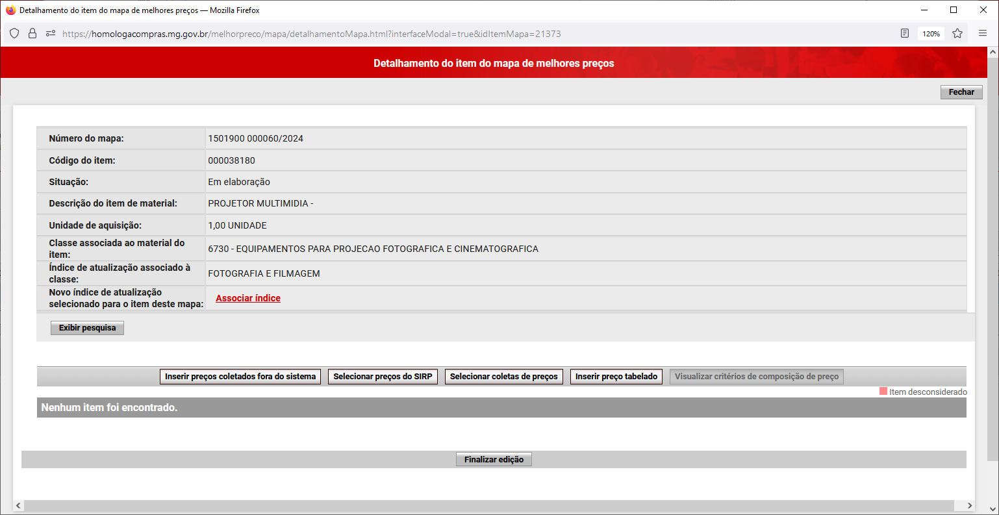 Detalhamento do item do mapa de melhores preços — Mozilla Firefox
https://homologacompras.mg.gov.br/melhorpreco/mapa/detalhamentoMapa.html?interfaceModal=true&idItemMapa=21373
120%
Detalhamento do item do mapa de melhores preços
Fechar
Número do mapa: 1501900 000060/2024
Código do item: 000038180
Situação: Em elaboração
Descrição do item de material: PROJETOR MULTIMIDIA -
Unidade de aquisição: 1,00 UNIDADE
Classe associada ao material do
item: 6730 - EQUIPAMENTOS PARA PROJECAO FOTOGRAFICA E CINEMATOGRAFICA
Índice de atualização associado à
classe: FOTOGRAFIA E FILMAGEM
Novo índice de atualização
selecionado para o item deste mapa: Associar índice
Exibir pesquisa
Inserir preços coletados fora do sistema Selecionar preços do SIRP Selecionar coletas de preços Inserir preço tabelado Visualizar critérios de composição de preço
Item desconsiderado
Nenhum item foi encontrado.
Finalizar edição